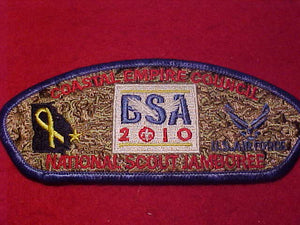 COASTAL EMPIRE COUNCIL
BSA
2010
U.S. AIR FORCE
NATIONAL SCOUT JAMBOREE